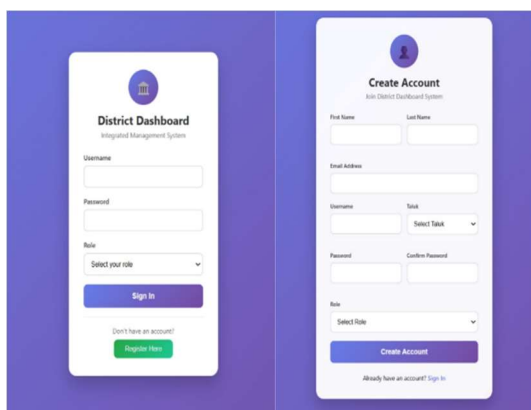 District Dashboard
Integrated Management System
Username
Password
Role
Select your role
Sign In
Don't have an account?
Register Here
Create Account
Join District Dashboard System
First Name Last Name
Email Address
Username Taluk
Select Taluk
Password Confirm Password
Role
Select Role
Create Account
Already have an account? Sign In